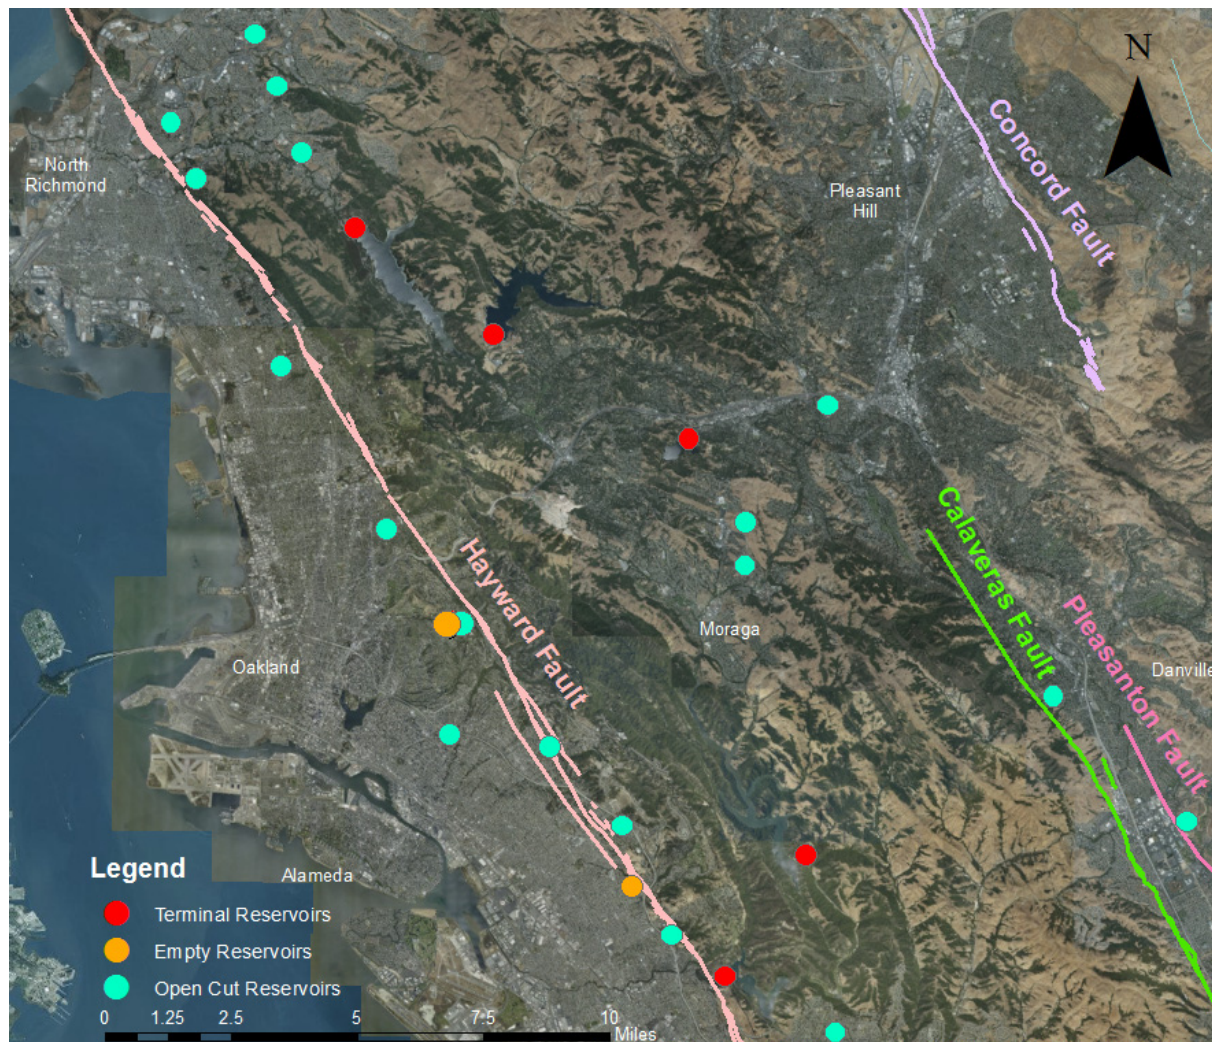 N
Concord Fault
North
Richmond
Pleasant
Hill
Hayward Fault
Calaveras Fault
Pleasanton Fault
Moraga
Oakland
Danville
Legend
Alameda
Terminal Reservoirs
Empty Reservoirs
Open Cut Reservoirs
0 1.25 2.5 5 7.5 10
Miles